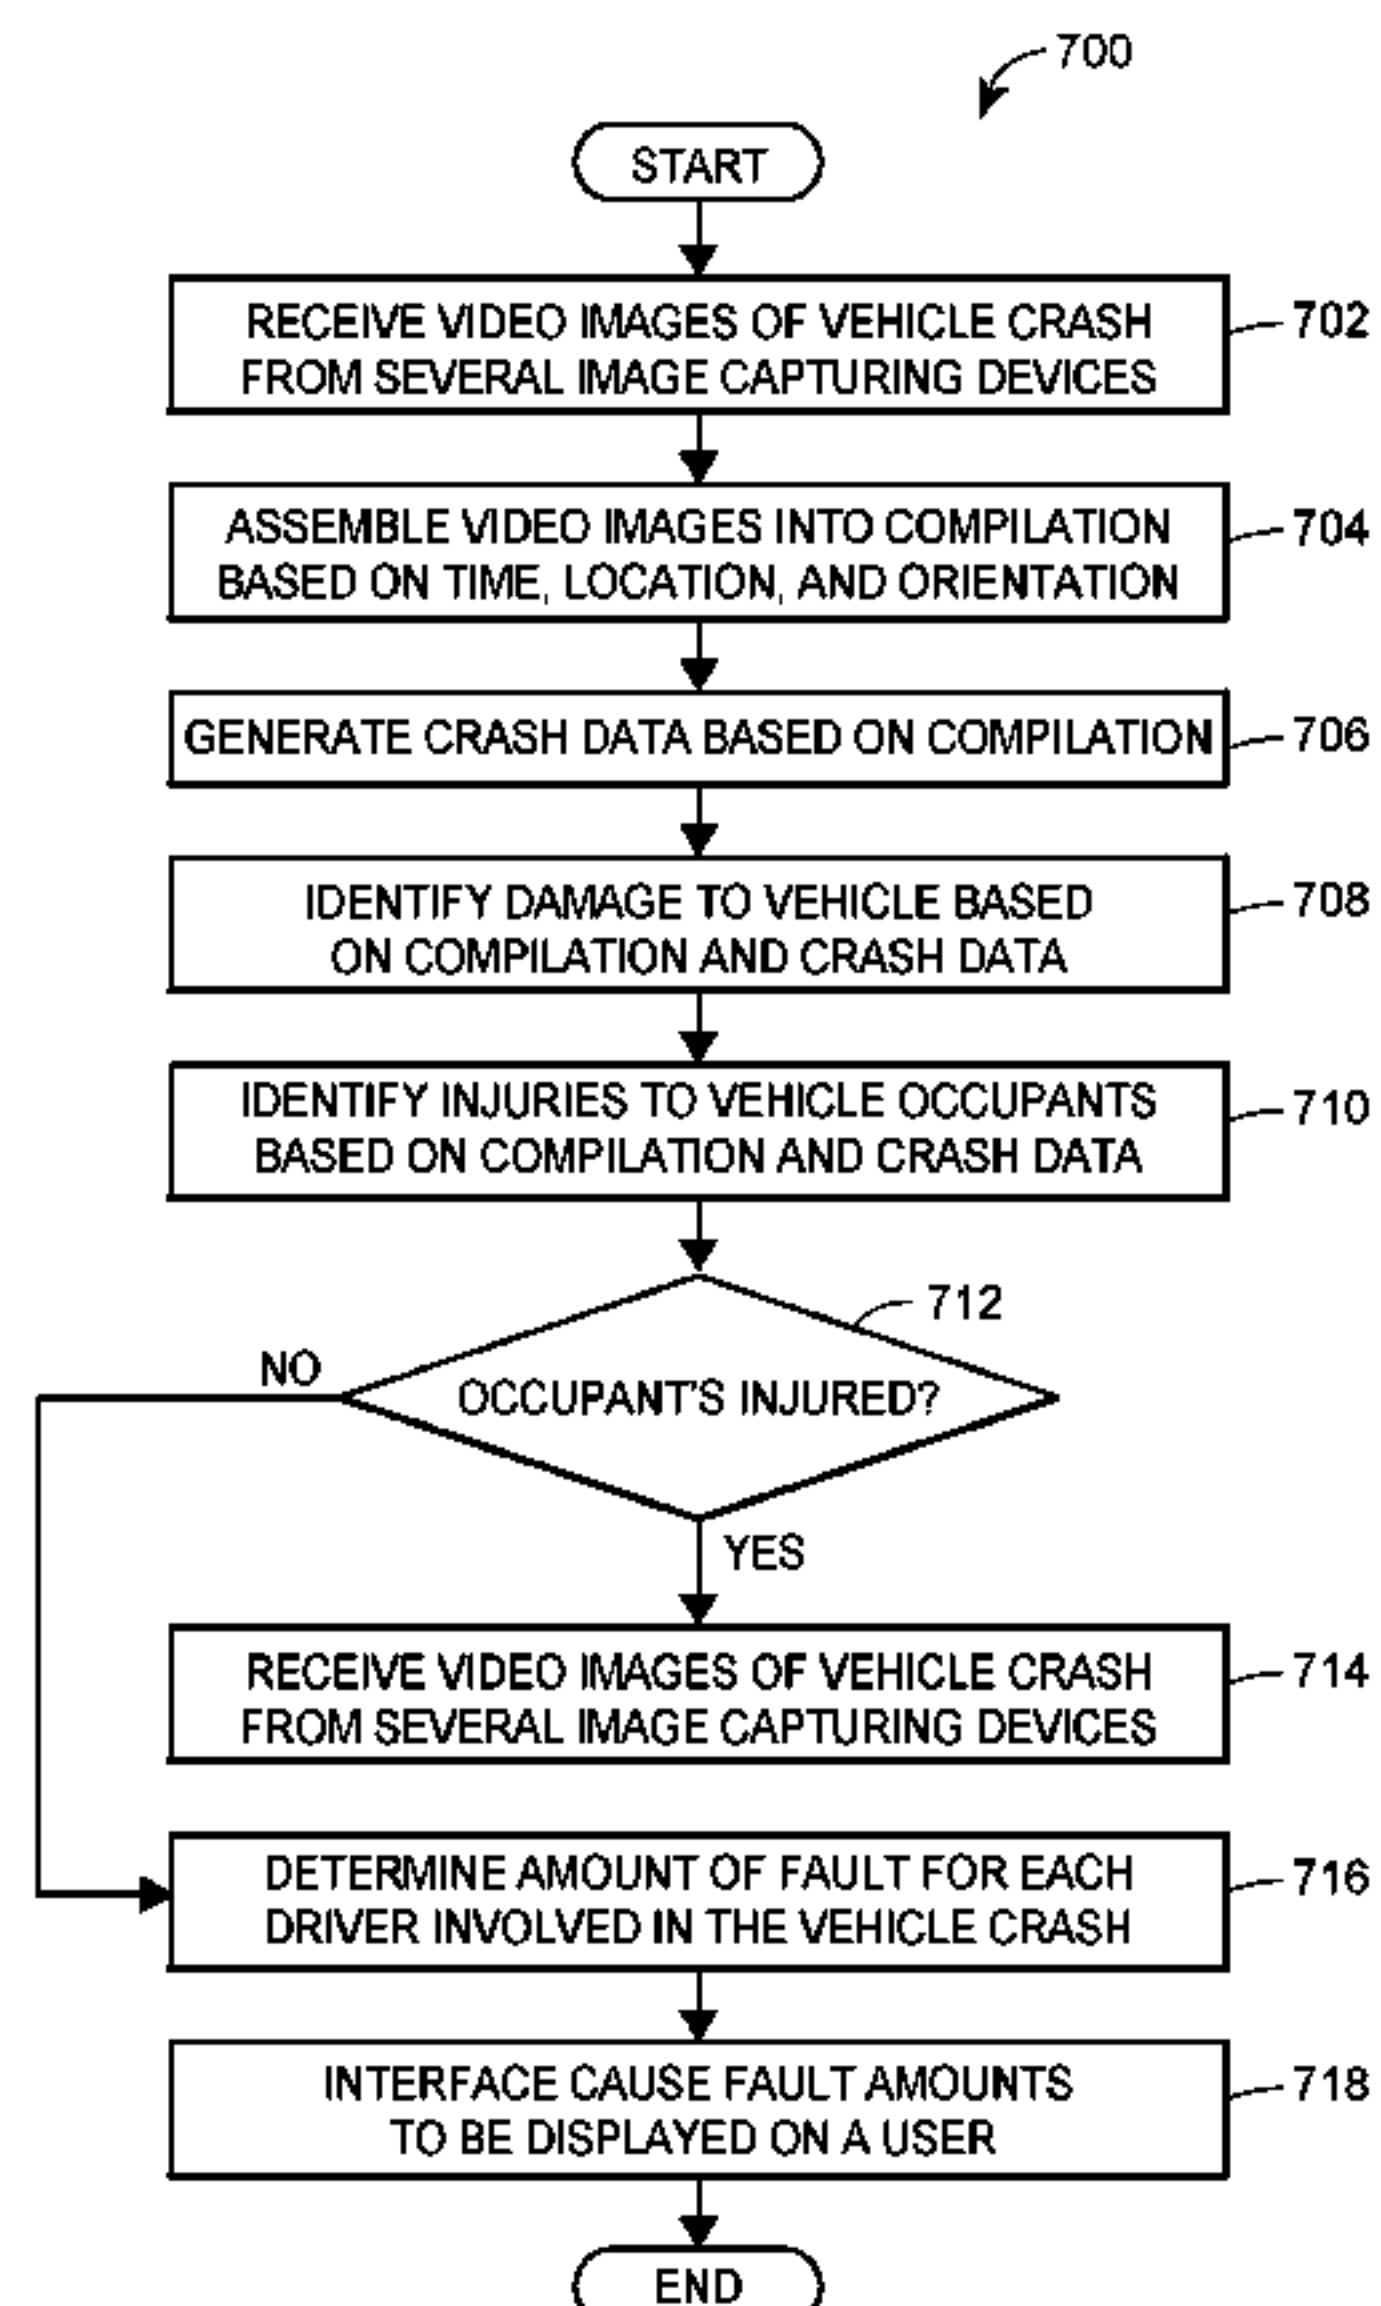 700
START
RECEIVE VIDEO IMAGES OF VEHICLE CRASH
FROM SEVERAL IMAGE CAPTURING DEVICES
702
ASSEMBLE VIDEO IMAGES INTO COMPILATION
BASED ON TIME, LOCATION, AND ORIENTATION
704
GENERATE CRASH DATA BASED ON COMPILATION
706
IDENTIFY DAMAGE TO VEHICLE BASED
ON COMPILATION AND CRASH DATA
708
IDENTIFY INJURIES TO VEHICLE OCCUPANTS
BASED ON COMPILATION AND CRASH DATA
710
712
NO
OCCUPANT'S INJURED?
YES
RECEIVE VIDEO IMAGES OF VEHICLE CRASH
FROM SEVERAL IMAGE CAPTURING DEVICES
714
DETERMINE AMOUNT OF FAULT FOR EACH
DRIVER INVOLVED IN THE VEHICLE CRASH
716
INTERFACE CAUSE FAULT AMOUNTS
TO BE DISPLAYED ON A USER
718
END